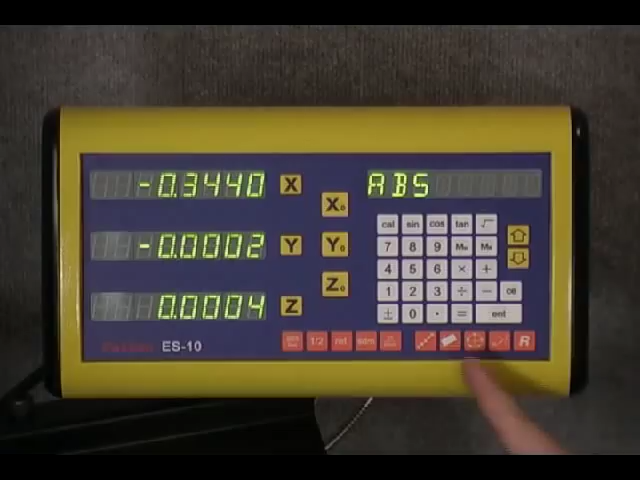 -0.3440 X
ABS
X₀
-0.0002 Y
Y₀
0.0004 Z
Z₀
cal sin cos tan √
7 8 9
4 5 6 × +
1 2 3 ÷ −
± 0 . = ent
ES-10
1/2 ref R